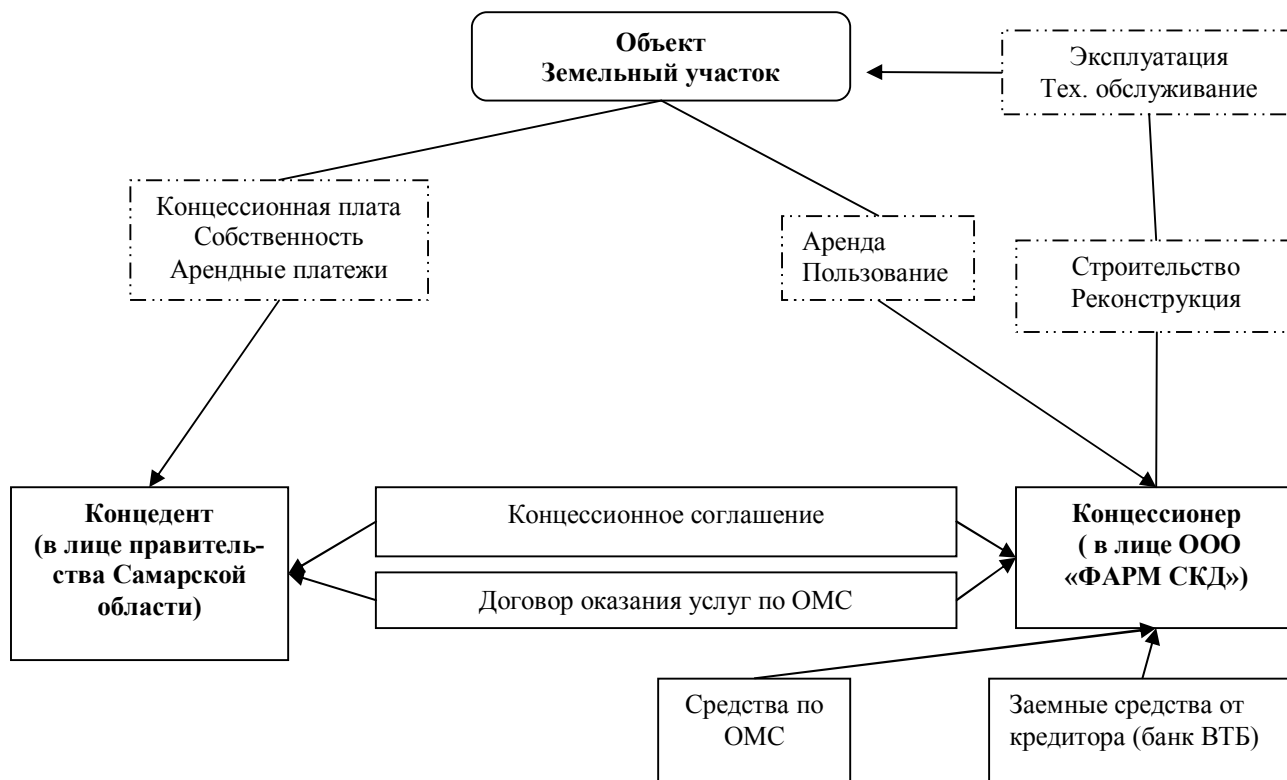 Объект
Земельный участок
Эксплуатация
Тех. обслуживание
Концессионная плата
Собственность
Арендные платежи
Аренда
Пользование
Строительство
Реконструкция
Концедент
(в лице правитель-
ства Самарской
области)
Концессионное соглашение
Договор оказания услуг по ОМС
Концессионер
( в лице ООО
«ФАРМ СКД»)
Средства по
ОМС
Заемные средства от
кредитора (банк ВТБ)